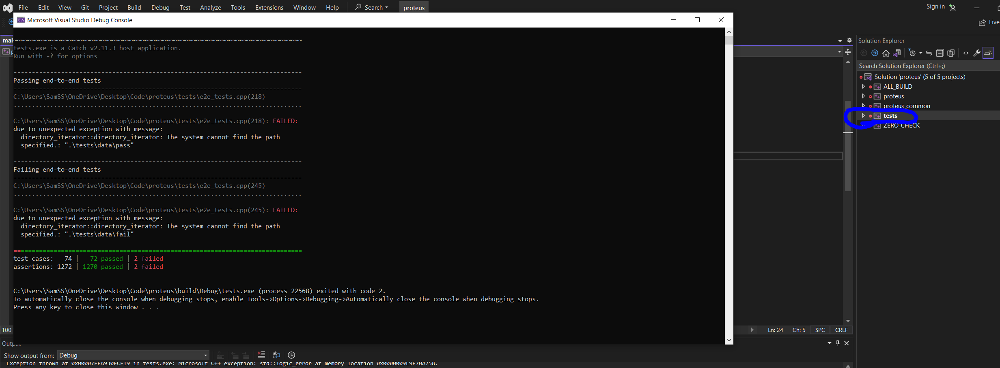 File Edit View Git Project Build Debug Test Analyze Tools Extensions Window Help Search proteus Sign in
Microsoft Visual Studio Debug Console
Live
mai
~~~~~~~~~~~~~~~~~~~~~~~~~~~~~~~~~~~~~~~~~~~~~~~~~~~~~~~~~~~~~~~~~~~~~~~~~~~~~~~
tests.exe is a Catch v2.11.3 host application.
Run with -? for options
-------------------------------------------------------------------------------
Passing end-to-end tests
-------------------------------------------------------------------------------
C:\Users\SamSS\OneDrive\Desktop\Code\proteus\tests\e2e_tests.cpp(218)
...............................................................................
C:\Users\SamSS\OneDrive\Desktop\Code\proteus\tests\e2e_tests.cpp(218): FAILED:
due to unexpected exception with message:
directory_iterator::directory_iterator: The system cannot find the path
specified.: ".\tests\data\pass"
-------------------------------------------------------------------------------
Failing end-to-end tests
-------------------------------------------------------------------------------
C:\Users\SamSS\OneDrive\Desktop\Code\proteus\tests\e2e_tests.cpp(245)
...............................................................................
C:\Users\SamSS\OneDrive\Desktop\Code\proteus\tests\e2e_tests.cpp(245): FAILED:
due to unexpected exception with message:
directory_iterator::directory_iterator: The system cannot find the path
specified.: ".\tests\data\fail"
===============================================================================
test cases: 74 | 72 passed | 2 failed
assertions: 1272 | 1270 passed | 2 failed
C:\Users\SamSS\OneDrive\Desktop\Code\proteus\build\Debug\tests.exe (process 22568) exited with code 2.
To automatically close the console when debugging stops, enable Tools->Options->Debugging->Automatically close the console when debugging stops.
Press any key to close this window . . .
100
Ln: 24 Ch: 5 SPC CRLF
Output
Show output from: Debug
Exception thrown at 0x00007FFA930FCF19 in tests.exe: Microsoft C++ exception: std::logic_error at memory location 0x0000009E9F70A758.
Solution Explorer
Search Solution Explorer (Ctrl+;)
Solution 'proteus' (5 of 5 projects)
ALL_BUILD
proteus
proteus_common
tests
ZERO_CHECK